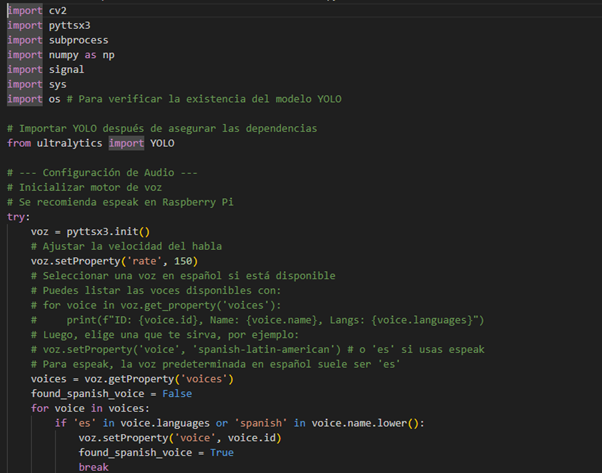 import cv2
import pyttsx3
import subprocess
import numpy as np
import signal
import sys
import os # Para verificar la existencia del modelo YOLO

# Importar YOLO después de asegurar las dependencias
from ultralytics import YOLO

# --- Configuración de Audio ---
# Inicializar motor de voz
# Se recomienda espeak en Raspberry Pi
try:
    voz = pyttsx3.init()
    # Ajustar la velocidad del habla
    voz.setProperty('rate', 150)
    # Seleccionar una voz en español si está disponible
    # Puedes listar las voces disponibles con:
    # for voice in voz.get_property('voices'):
    #     print(f"ID: {voice.id}, Name: {voice.name}, Langs: {voice.languages}")
    # Luego, elige una que te sirva, por ejemplo:
    # voz.setProperty('voice', 'spanish-latin-american') # o 'es' si usas espeak
    # Para espeak, la voz predeterminada en español suele ser 'es'
    voices = voz.getProperty('voices')
    found_spanish_voice = False
    for voice in voices:
        if 'es' in voice.languages or 'spanish' in voice.name.lower():
            voz.setProperty('voice', voice.id)
            found_spanish_voice = True
            break